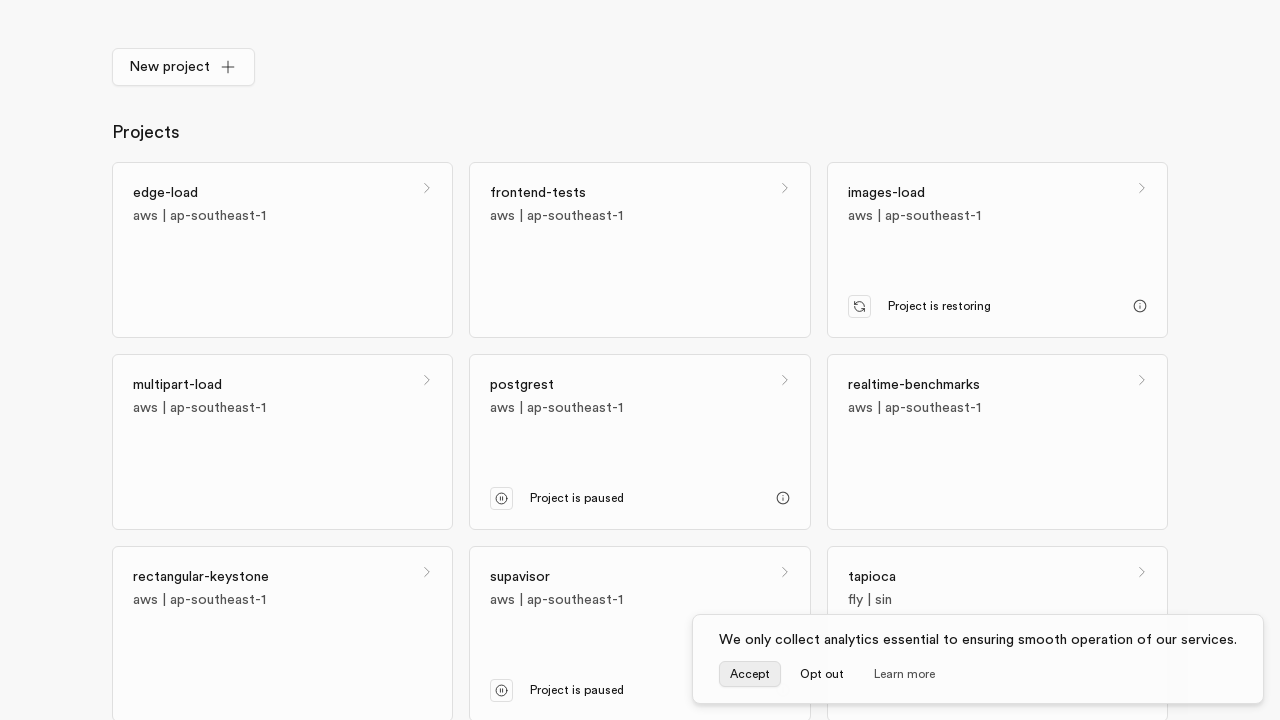 New project
Projects
edge-load
aws | ap-southeast-1
frontend-tests
aws | ap-southeast-1
images-load
aws | ap-southeast-1
Project is restoring
multipart-load
aws | ap-southeast-1
postgrest
aws | ap-southeast-1
Project is paused
realtime-benchmarks
aws | ap-southeast-1
rectangular-keystone
aws | ap-southeast-1
supavisor
aws | ap-southeast-1
Project is paused
tapioca
fly | sin
We only collect analytics essential to ensuring smooth operation of our services.
Accept Opt out Learn more